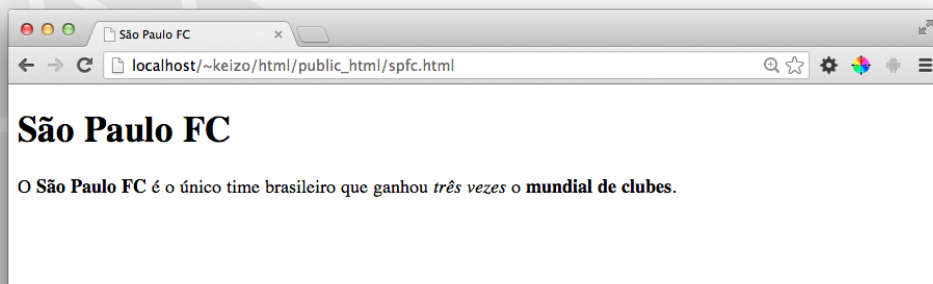 São Paulo FC
localhost/~keizo/html/public_html/spfc.html
São Paulo FC
O São Paulo FC é o único time brasileiro que ganhou três vezes o mundial de clubes.